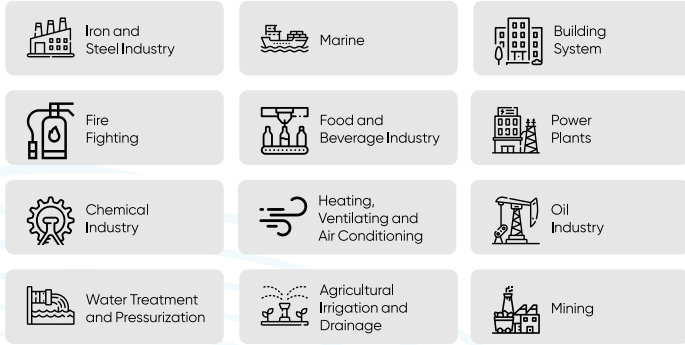 Iron and
Steel Industry
Marine
Building
System
Fire
Fighting
Food and
Beverage Industry
Power
Plants
Chemical
Industry
Heating,
Ventilating and
Air Conditioning
Oil
Industry
Water Treatment
and Pressurization
Agricultural
Irrigation and
Drainage
Mining